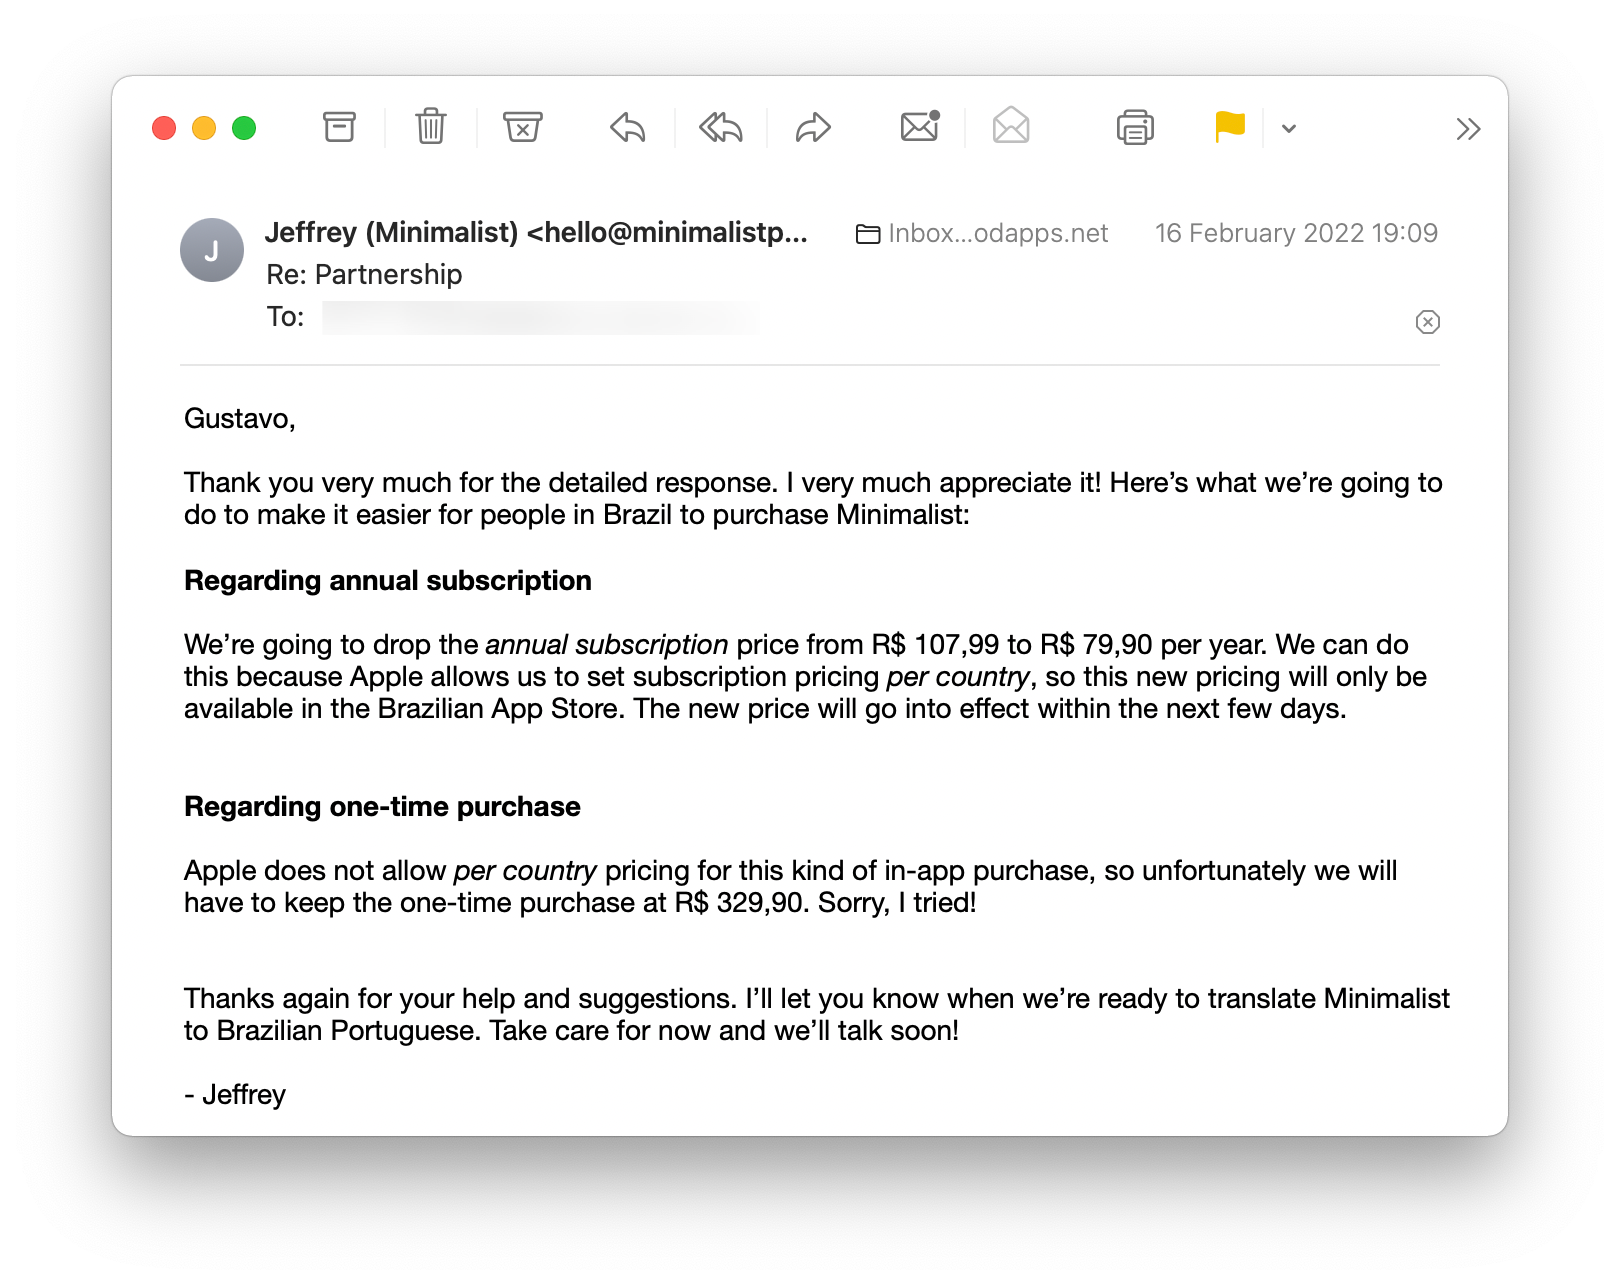 J
Jeffrey (Minimalist) <hello@minimalistp...
Inbox...odapps.net
16 February 2022 19:09
Re: Partnership
To:
Gustavo,
Thank you very much for the detailed response. I very much appreciate it! Here’s what we’re going to
do to make it easier for people in Brazil to purchase Minimalist:
Regarding annual subscription
We’re going to drop the annual subscription price from R$ 107,99 to R$ 79,90 per year. We can do
this because Apple allows us to set subscription pricing per country, so this new pricing will only be
available in the Brazilian App Store. The new price will go into effect within the next few days.
Regarding one-time purchase
Apple does not allow per country pricing for this kind of in-app purchase, so unfortunately we will
have to keep the one-time purchase at R$ 329,90. Sorry, I tried!
Thanks again for your help and suggestions. I’ll let you know when we’re ready to translate Minimalist
to Brazilian Portuguese. Take care for now and we’ll talk soon!
- Jeffrey